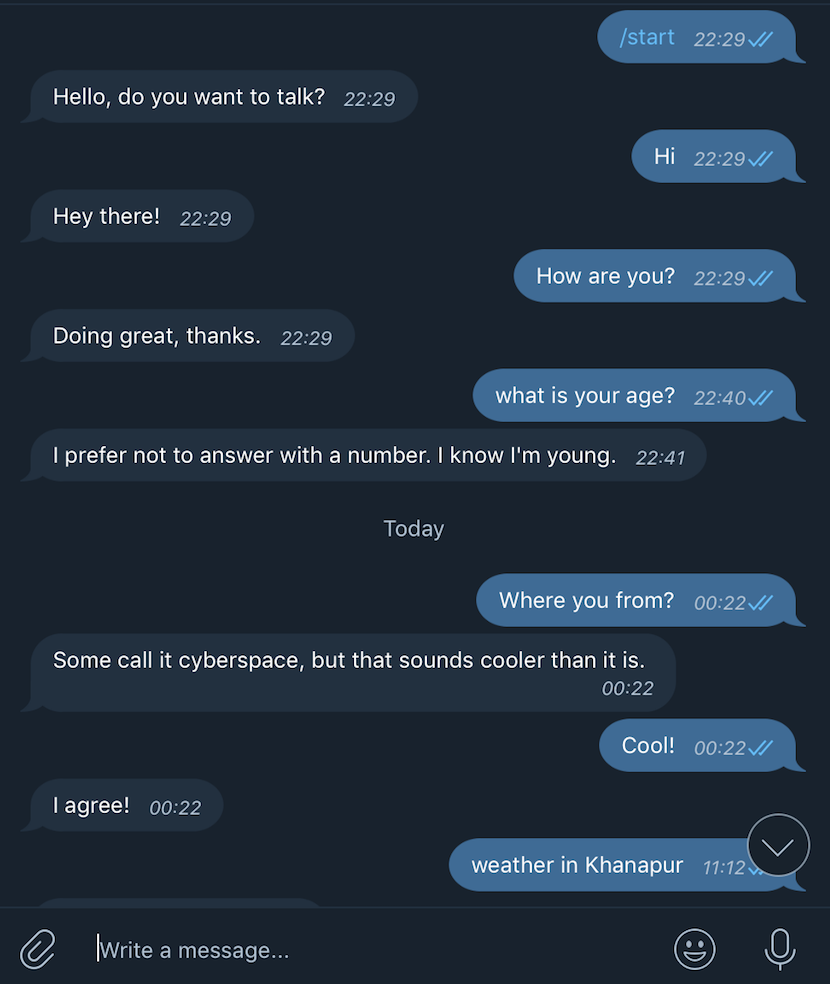 /start 22:29
Hello, do you want to talk? 22:29
Hi 22:29
Hey there! 22:29
How are you? 22:29
Doing great, thanks. 22:29
what is your age? 22:40
I prefer not to answer with a number. I know I'm young. 22:41
Today
Where you from? 00:22
Some call it cyberspace, but that sounds cooler than it is.
00:22
Cool! 00:22
I agree! 00:22
weather in Khanapur 11:12
Write a message...